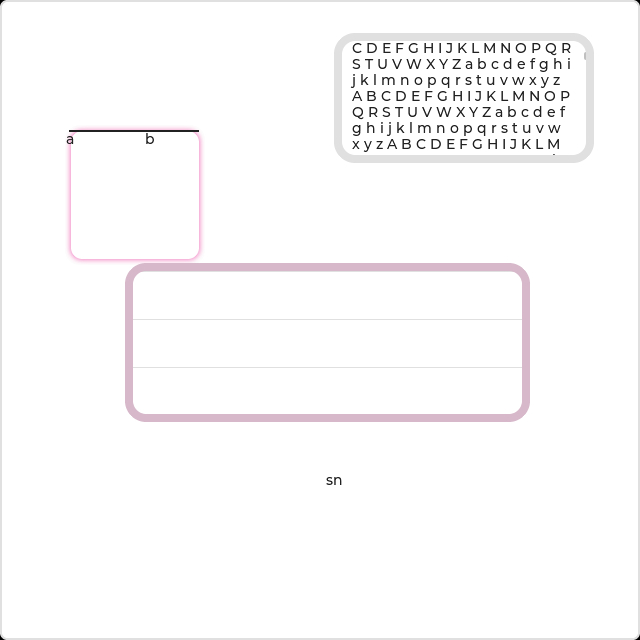 C D E F G H I J K L M N O P Q R
S T U V W X Y Z a b c d e f g h i
j k l m n o p q r s t u v w x y z
A B C D E F G H I J K L M N O P
Q R S T U V W X Y Z a b c d e f
g h i j k l m n o p q r s t u v w
x y z A B C D E F G H I J K L M
a b
sn